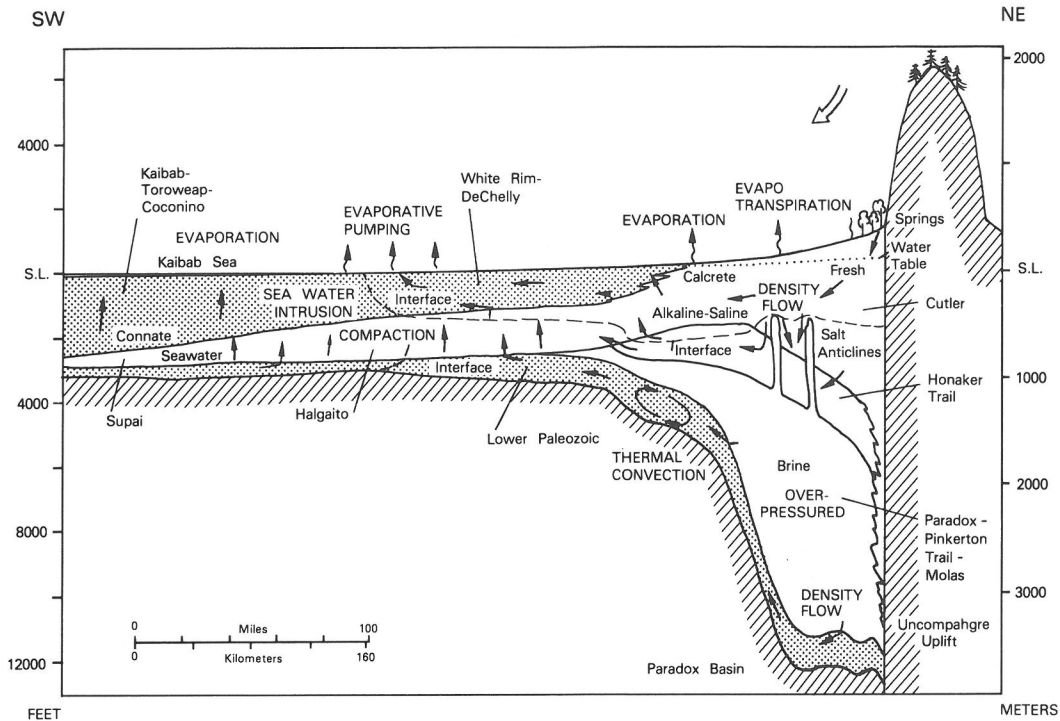 SW
NE
2000
4000
Kaibab-
Toroweap-
Coconino
White Rim-
DeChelly
EVAPO
TRANSPIRATION
EVAPORATIVE
PUMPING
EVAPORATION
Springs
EVAPORATION
Kaibab Sea
Water
Table
S.L.
S.L.
Calcrete
Fresh
SEA WATER
INTRUSION
Interface
DENSITY
FLOW
Cutler
Alkaline-Saline
Connate
COMPACTION
Salt
Anticlines
Seawater
Interface
Interface
1000
Honaker
Trail
4000
Supai
Halgaito
Lower Paleozoic
THERMAL
CONVECTION
Brine
2000
OVER-
PRESSURED
Paradox -
Pinkerton
Trail -
Molas
8000
3000
DENSITY
FLOW
0 Miles 100
0 Kilometers 160
Uncompahgre
Uplift
12000
Paradox Basin
FEET
METERS